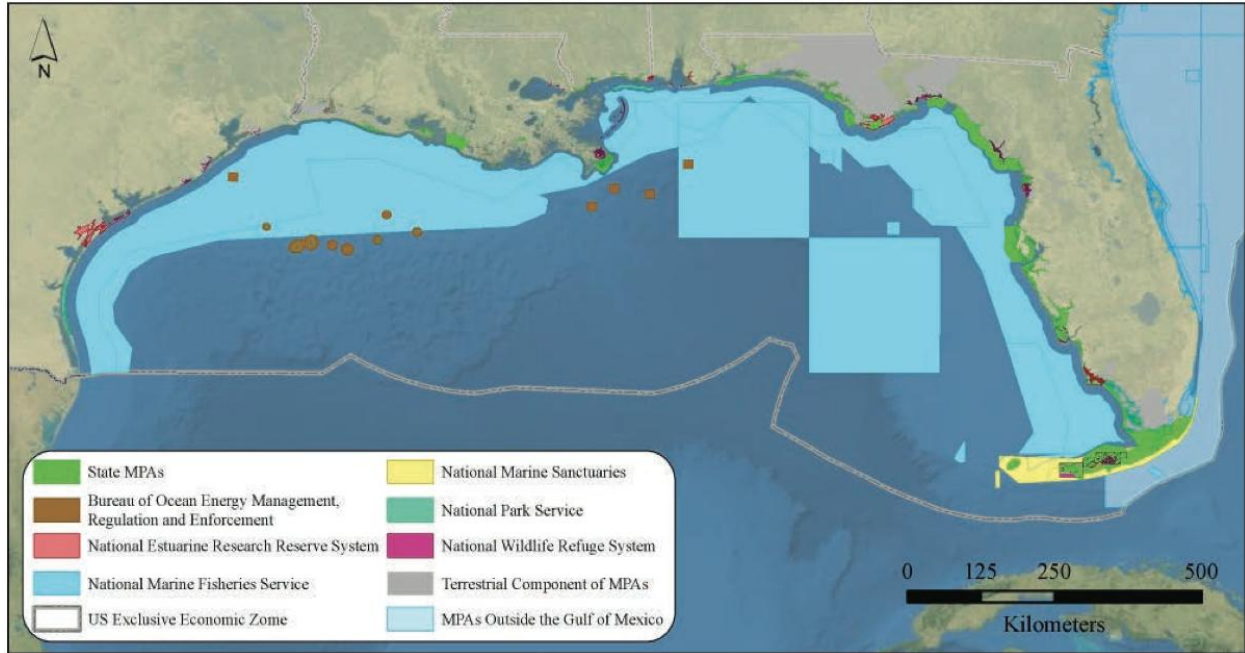 N
State MPAs
Bureau of Ocean Energy Management,
Regulation and Enforcement
National Estuarine Research Reserve System
National Marine Fisheries Service
US Exclusive Economic Zome
National Marine Sanctuaries
National Park Service
National Wildlife Refuge System
Terrestrial Component of MPAs
MPAs Outside the Gulf of Mexico
0 125 250 500
Kilometers